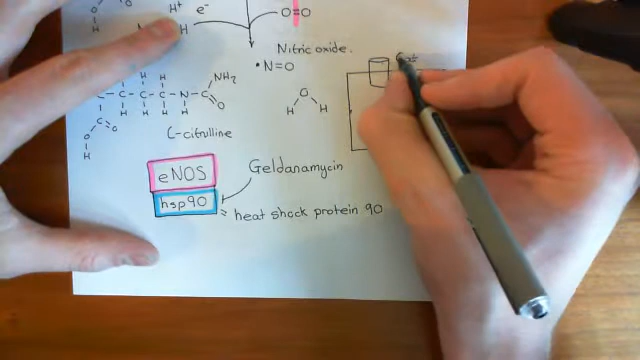 H⁺ e⁻
O=O
H
Nitric oxide.
•N=O
H H H NH₂
-C-C-C-N-C
H H H H O
O
H H
C O
O
H
C-citrulline
eNOS
Geldanamycin
hsp90
= heat shock protein 90